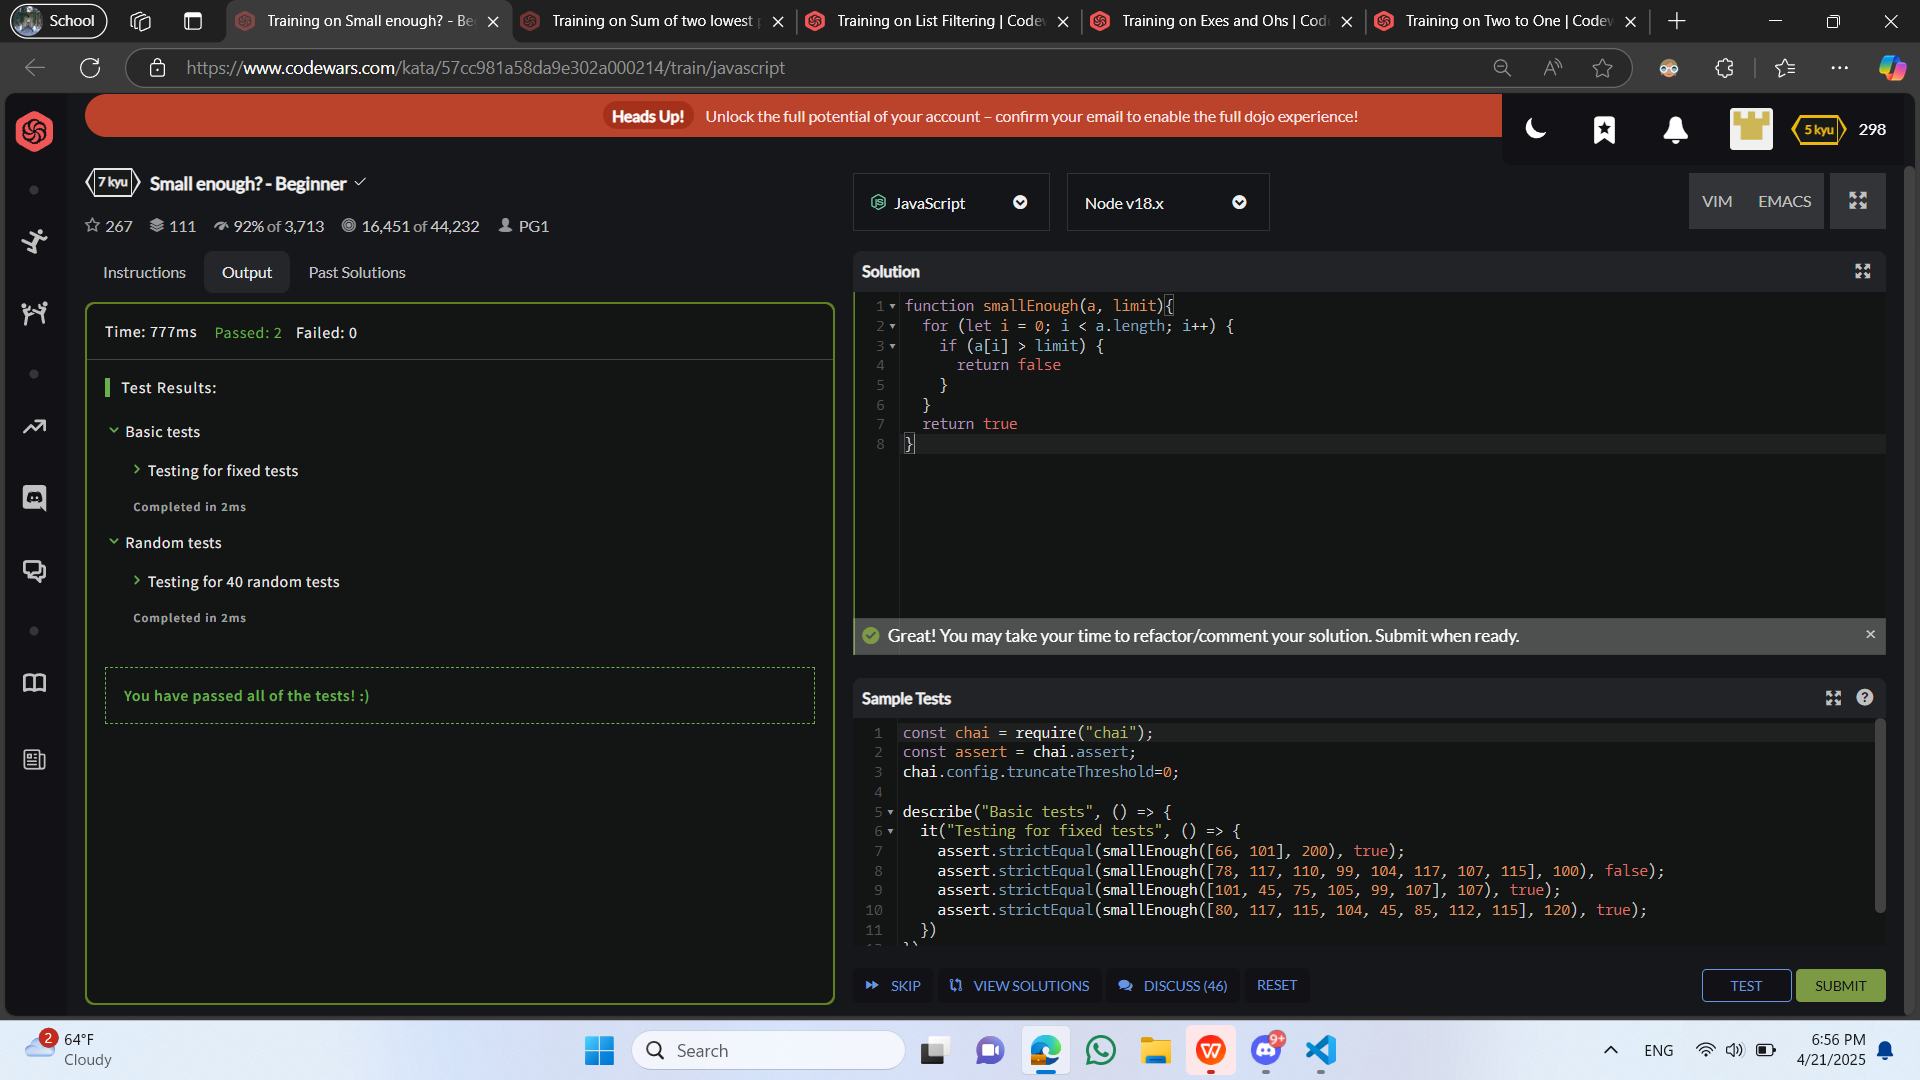 School
Training on Small enough? - Be
Training on Sum of two lowest p
Training on List Filtering | Codew
Training on Exes and Ohs | Cod
Training on Two to One | Codew
https://www.codewars.com/kata/57cc981a58da9e302a000214/train/javascript
Heads Up! Unlock the full potential of your account – confirm your email to enable the full dojo experience!
5 kyu 298
7 kyu Small enough? - Beginner
267 111 92% of 3,713 16,451 of 44,232 PG1
Instructions Output Past Solutions
Time: 777ms Passed: 2 Failed: 0
Test Results:
Basic tests
Testing for fixed tests
Completed in 2ms
Random tests
Testing for 40 random tests
Completed in 2ms
You have passed all of the tests! :)
JavaScript
Node v18.x
VIM EMACS
Solution
1 function smallEnough(a, limit){
2 for (let i = 0; i < a.length; i++) {
3 if (a[i] > limit) {
4 return false
5 }
6 }
7 return true
8 }
Great! You may take your time to refactor/comment your solution. Submit when ready.
Sample Tests
1 const chai = require("chai");
2 const assert = chai.assert;
3 chai.config.truncateThreshold=0;
4
5 describe("Basic tests", () => {
6 it("Testing for fixed tests", () => {
7 assert.strictEqual(smallEnough([66, 101], 200), true);
8 assert.strictEqual(smallEnough([78, 117, 110, 99, 104, 117, 107, 115], 100), false);
9 assert.strictEqual(smallEnough([101, 45, 75, 105, 99, 107], 107), true);
10 assert.strictEqual(smallEnough([80, 117, 115, 104, 45, 85, 112, 115], 120), true);
11 })
SKIP VIEW SOLUTIONS DISCUSS (46) RESET
TEST SUBMIT
2
64°F
Cloudy
Search
9+
ENG
6:56 PM
4/21/2025